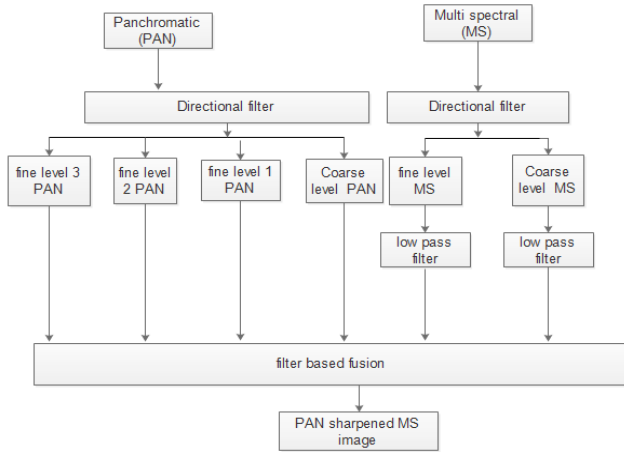 Panchromatic
(PAN)
Multi spectral
(MS)
Directional filter
Directional filter
fine level 3
PAN
fine level
2 PAN
fine level 1
PAN
Coarse
level PAN
fine level
MS
Coarse
level MS
low pass
filter
low pass
filter
filter based fusion
PAN sharpened MS
image